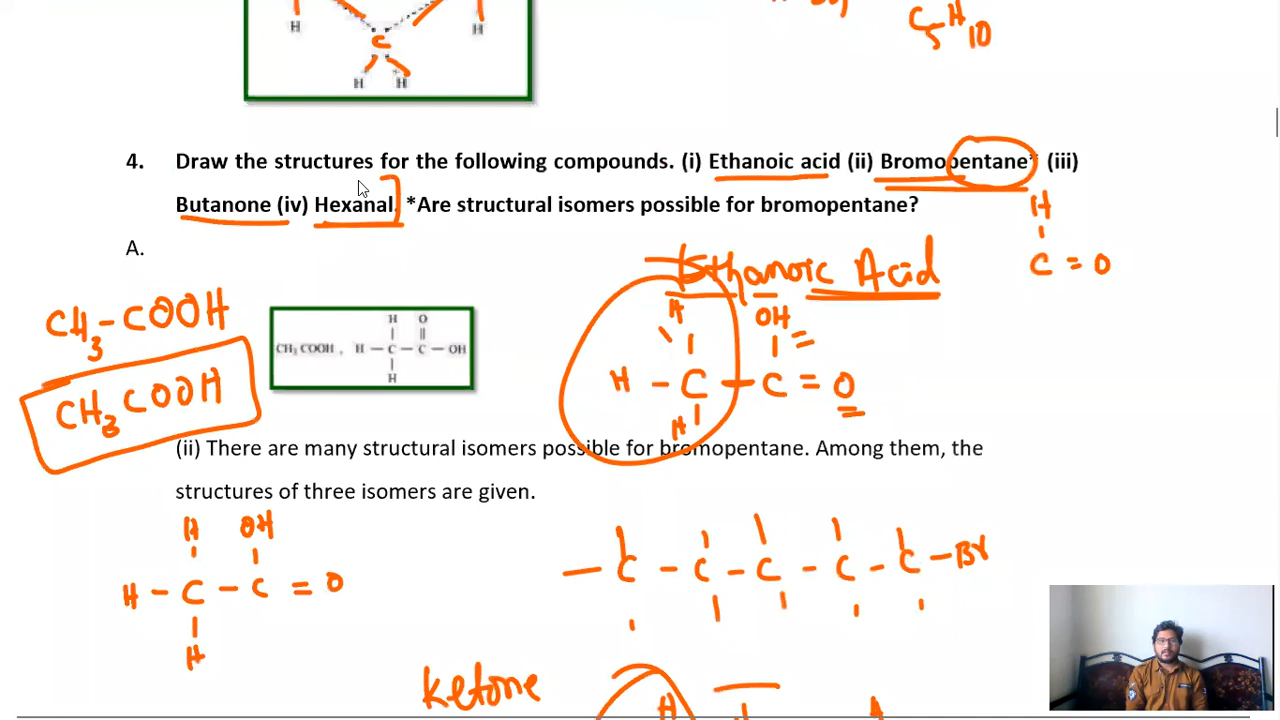 C
H H
H H
C5H10
4. Draw the structures for the following compounds. (i) Ethanoic acid (ii) Bromopentane* (iii)
Butanone (iv) Hexanal. *Are structural isomers possible for bromopentane?
H
C = O
A.
Ethanoic Acid
CH3-COOH
CH3COOH
H O
CH3 COOH , H — C — C — OH
H
H OH
H - C - C = O
H
(ii) There are many structural isomers possible for bromopentane. Among them, the
structures of three isomers are given.
H OH
H - C - C = O
H
- C - C - C - C - C - Br
ketone
H